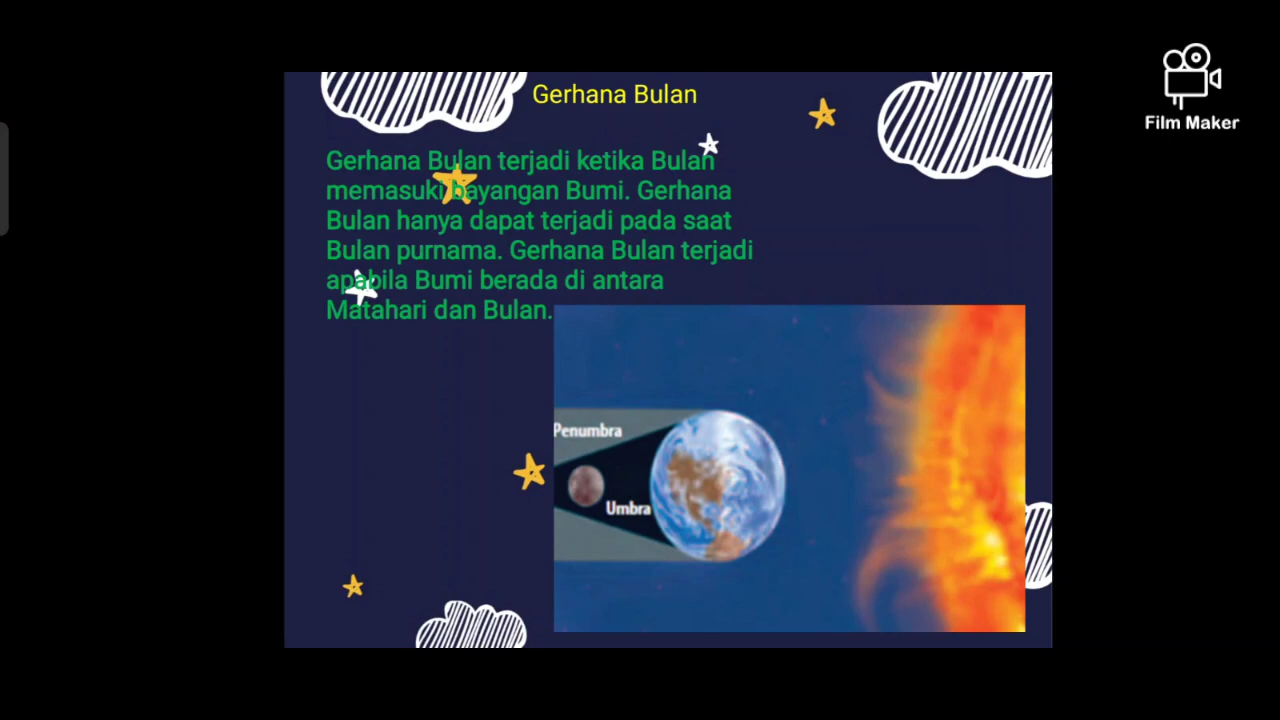 Gerhana Bulan
Film Maker
Gerhana Bulan terjadi ketika Bulan
memasuki bayangan Bumi. Gerhana
Bulan hanya dapat terjadi pada saat
Bulan purnama. Gerhana Bulan terjadi
apabila Bumi berada di antara
Matahari dan Bulan.
Penumbra
Umbra